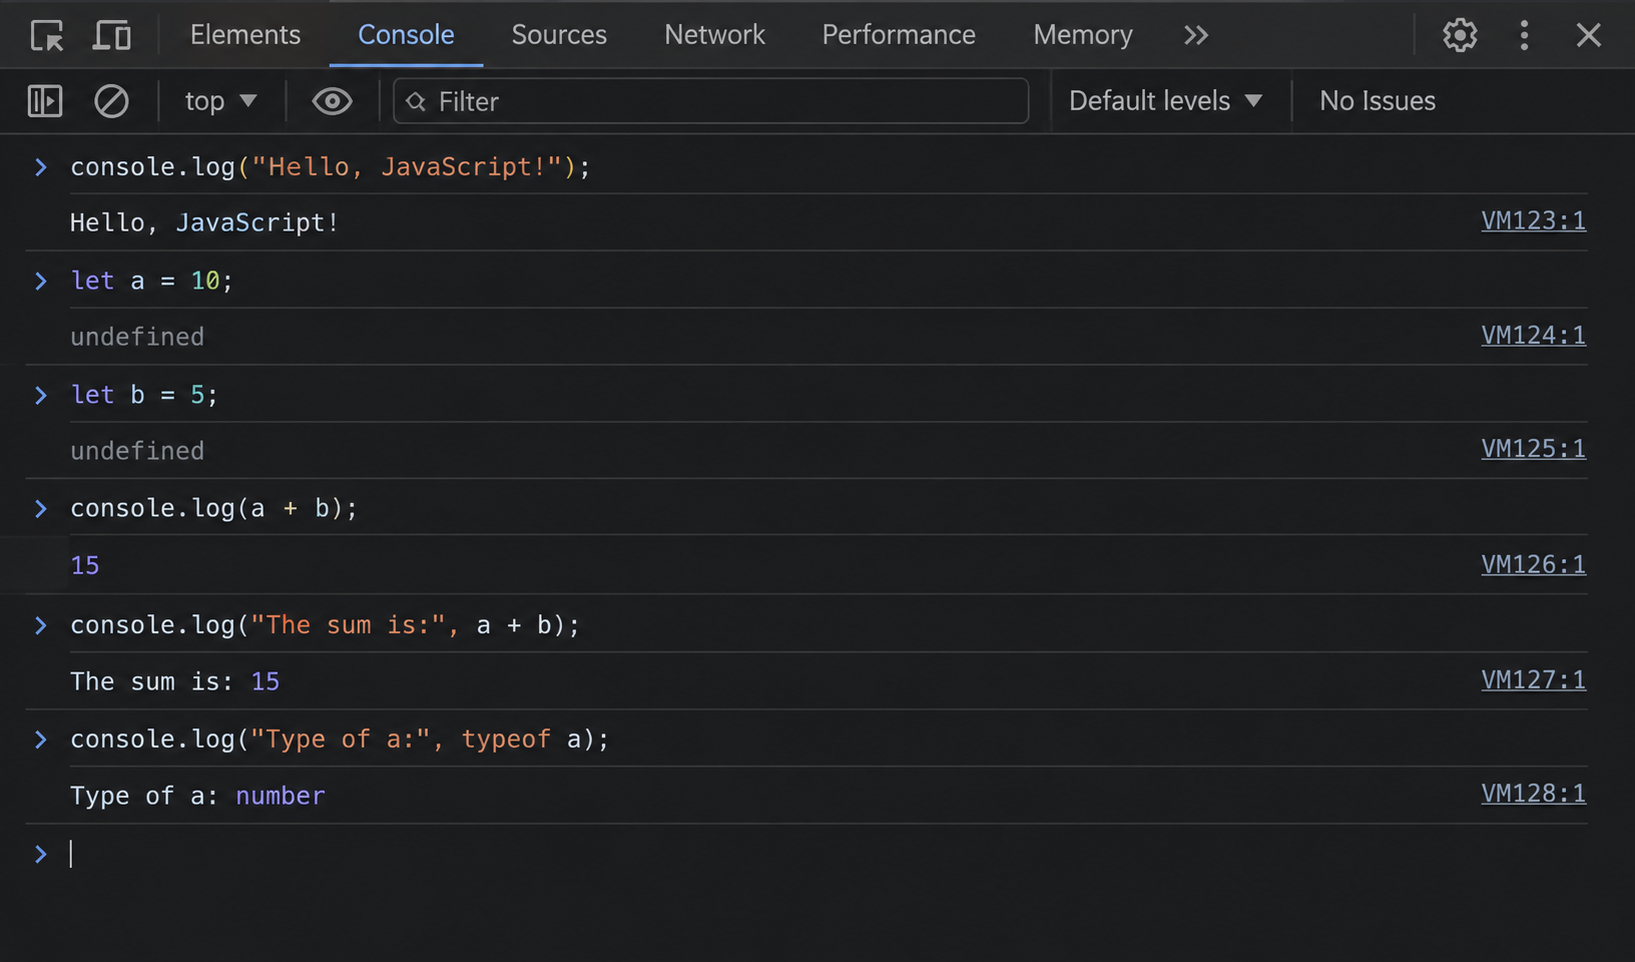 Elements Console Sources Network Performance Memory
top Filter Default levels No Issues
> console.log("Hello, JavaScript!");
Hello, JavaScript! VM123:1
> let a = 10;
undefined VM124:1
> let b = 5;
undefined VM125:1
> console.log(a + b);
15 VM126:1
> console.log("The sum is:", a + b);
The sum is: 15 VM127:1
> console.log("Type of a:", typeof a);
Type of a: number VM128:1
>